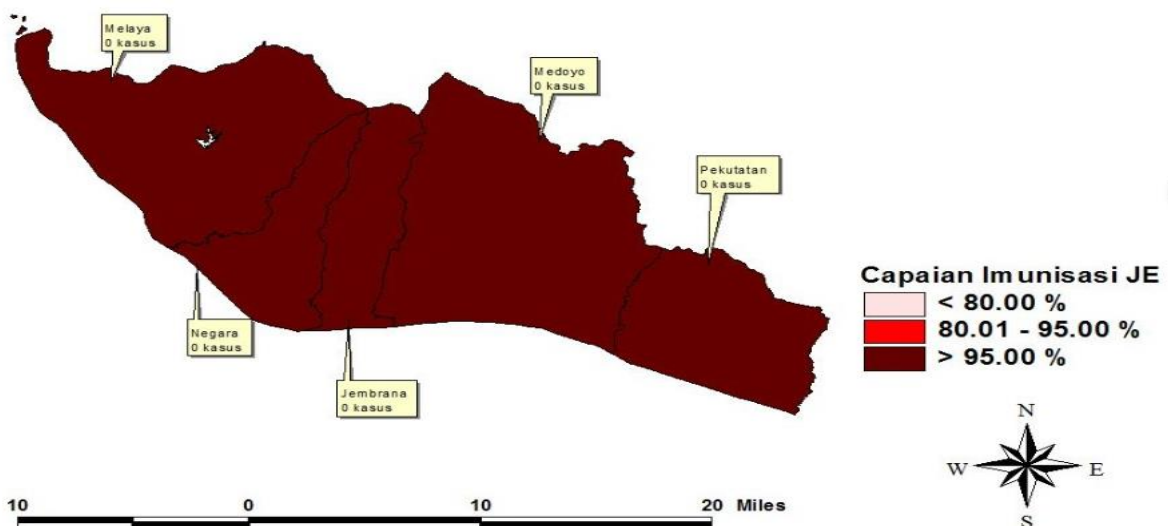 Melaya
0 kasus
Medoyo
0 kasus
Pekutatan
0 kasus
Negara
0 kasus
Jembrana
0 kasus
Capaian Imunisasi JE
< 80.00 %
80.01 - 95.00 %
> 95.00 %
N
W
E
S
10 0 10 20 Miles